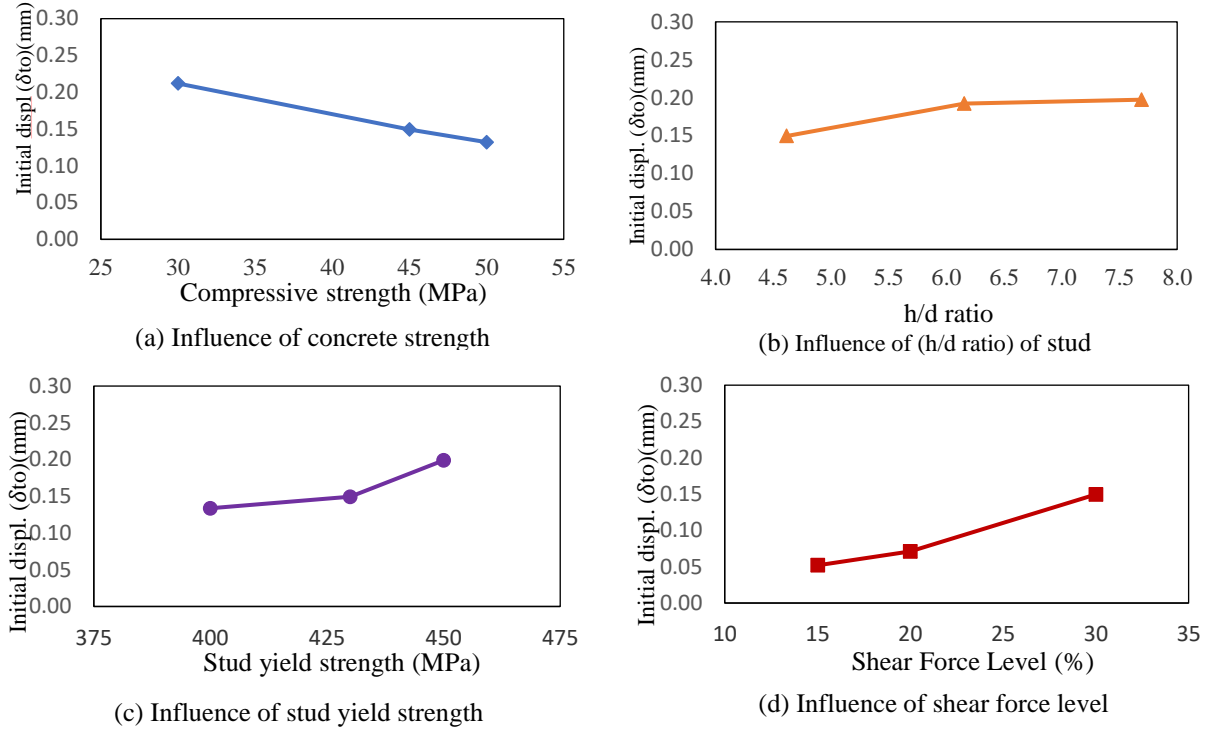 0.30
0.25
0.20
0.15
0.10
0.05
0.00
Initial displ (δto)(mm)
25 30 35 40 45 50 55
Compressive strength (MPa)
(a) Influence of concrete strength
0.30
0.25
0.20
0.15
0.10
0.05
0.00
Initial displ. (δto)(mm)
4.0 4.5 5.0 5.5 6.0 6.5 7.0 7.5 8.0
h/d ratio
(b) Influence of (h/d ratio) of stud
0.30
0.25
0.20
0.15
0.10
0.05
0.00
Initial displ. (δto)(mm)
375 400 425 450 475
Stud yield strength (MPa)
(c) Influence of stud yield strength
0.30
0.25
0.20
0.15
0.10
0.05
0.00
Initial displ. (δto)(mm)
10 15 20 25 30 35
Shear Force Level (%)
(d) Influence of shear force level